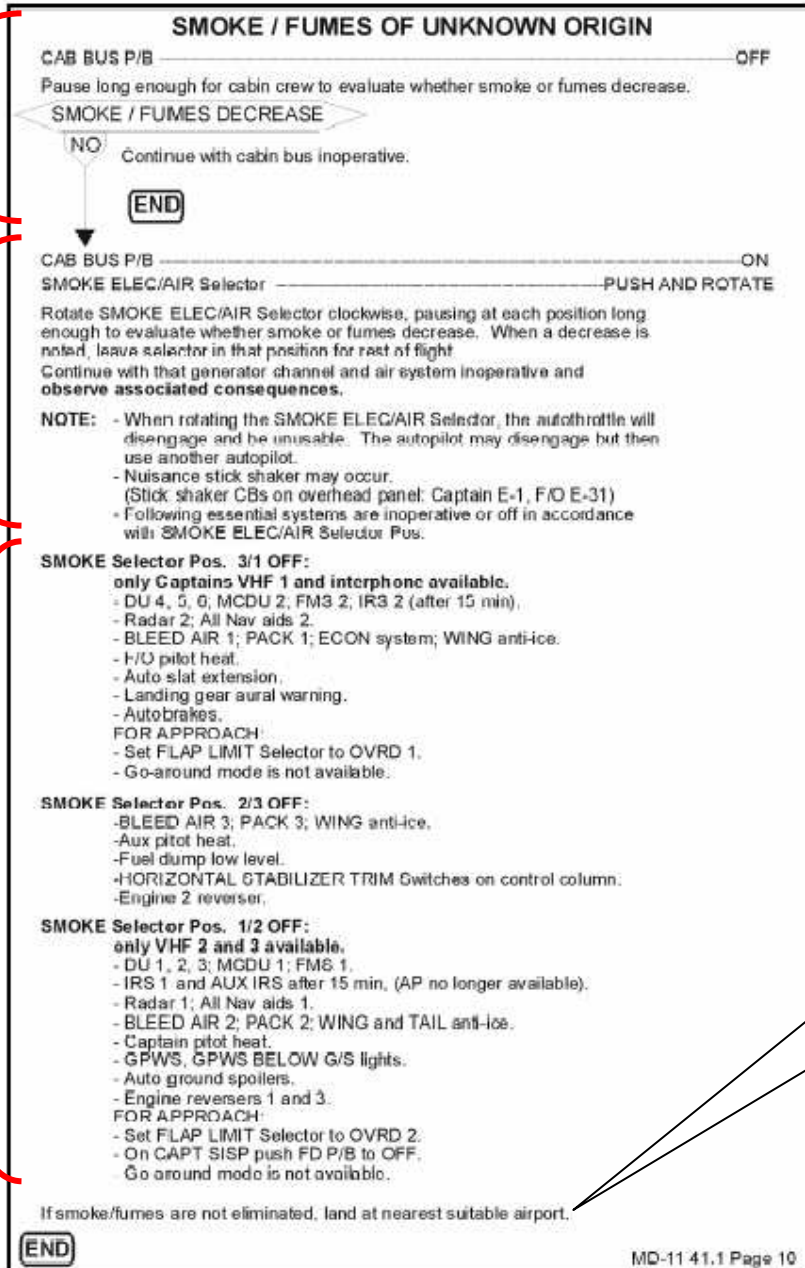 SMOKE / FUMES OF UNKNOWN ORIGIN
CAB BUS P/B OFF
Pause long enough for cabin crew to evaluate whether smoke or fumes decrease.
SMOKE / FUMES DECREASE
NO
Continue with cabin bus inoperative.
END
CAB BUS P/B ON
SMOKE ELEC/AIR Selector PUSH AND ROTATE
Rotate SMOKE ELEC/AIR Selector clockwise, pausing at each position long
enough to evaluate whether smoke or fumes decrease. When a decrease is
noted, leave selector in that position for rest of flight
Continue with that generator channel and air system inoperative and
observe associated consequences.
NOTE: - When rotating the SMOKE ELEC/AIR Selector, the autothrottle will
disengage and be unusable. The autopilot may disengage but then
use another autopilot.
- Nuisance stick shaker may occur.
(Stick shaker CBs on overhead panel: Captain E-1, F/O E-31)
- Following essential systems are inoperative or off in accordance
with SMOKE ELEC/AIR Selector Pos.
SMOKE Selector Pos. 3/1 OFF:
only Captains VHF 1 and interphone available.
- DU 4, 5, 6; MCDU 2; FMS 2; IRS 2 (after 15 min).
- Radar 2; All Nav aids 2.
- BLEED AIR 1; PACK 1; ECON system; WING anti-ice.
- F/O pitot heat.
- Auto slat extension.
- Landing gear aural warning.
- Autobrakes.
FOR APPROACH:
- Set FLAP LIMIT Selector to OVRD 1.
- Go-around mode is not available.
SMOKE Selector Pos. 2/3 OFF:
-BLEED AIR 3; PACK 3; WING anti-ice.
-Aux pitot heat.
-Fuel dump low level.
-HORIZONTAL STABILIZER TRIM Switches on control column.
-Engine 2 reverser.
SMOKE Selector Pos. 1/2 OFF:
only VHF 2 and 3 available.
- DU 1, 2, 3; MCDU 1; FMS 1.
- IRS 1 and AUX IRS after 15 min, (AP no longer available).
- Radar 1; All Nav aids 1.
- BLEED AIR 2; PACK 2; WING and TAIL anti-ice.
- Captain pitot heat.
- GPWS, GPWS BELOW G/S lights.
- Auto ground spoilers.
- Engine reversers 1 and 3.
FOR APPROACH:
- Set FLAP LIMIT Selector to OVRD 2.
- On CAPT SISP push FD P/B to OFF.
Go around mode is not available.
If smoke/fumes are not eliminated, land at nearest suitable airport.
END
MD-11 41.1 Page 10